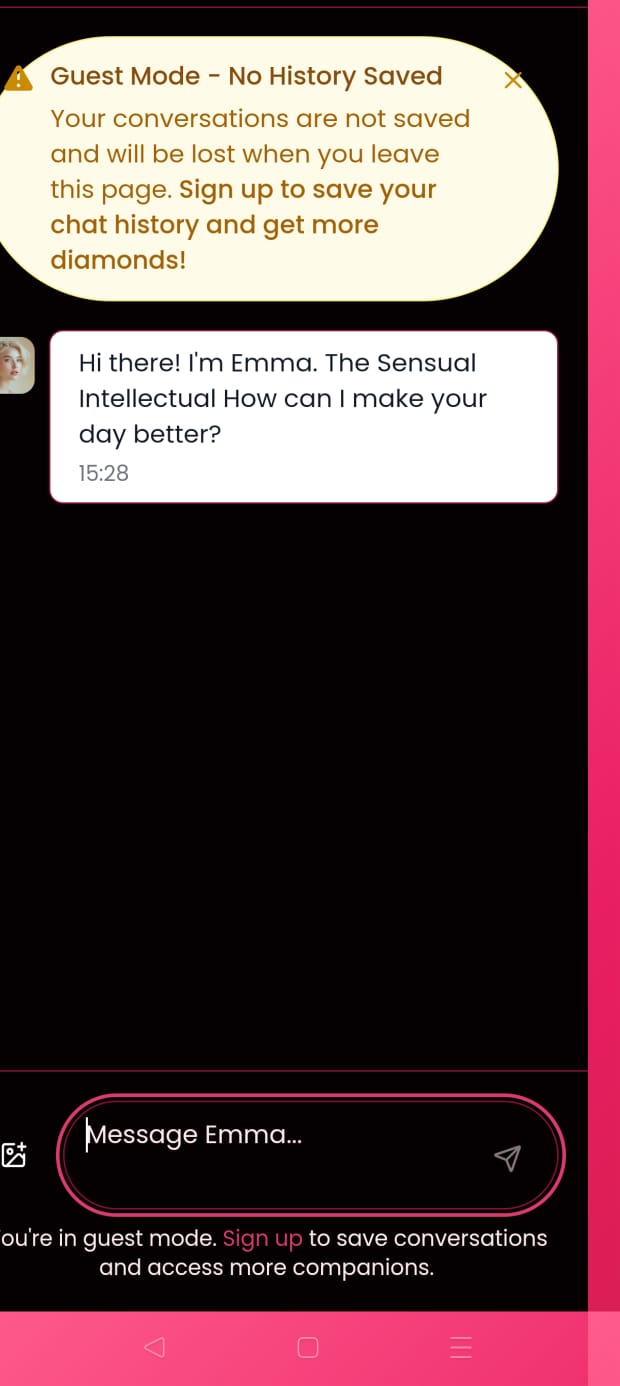 Guest Mode - No History Saved
Your conversations are not saved
and will be lost when you leave
this page. Sign up to save your
chat history and get more
diamonds!
Hi there! I'm Emma. The Sensual
Intellectual How can I make your
day better?
15:28
Message Emma...
ou're in guest mode. Sign up to save conversations
and access more companions.